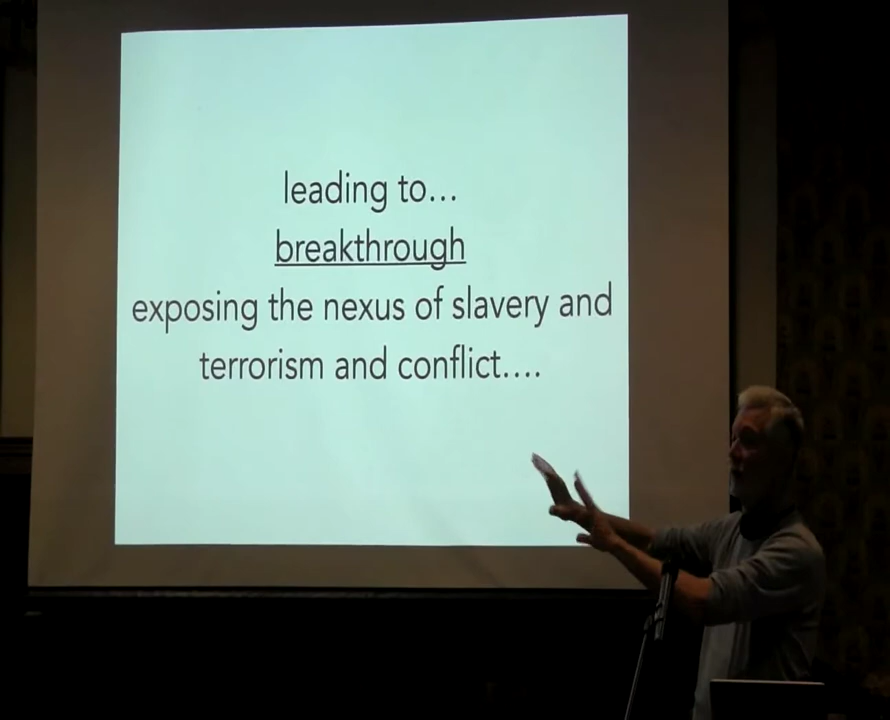 leading to...
breakthrough
exposing the nexus of slavery and
terrorism and conflict....